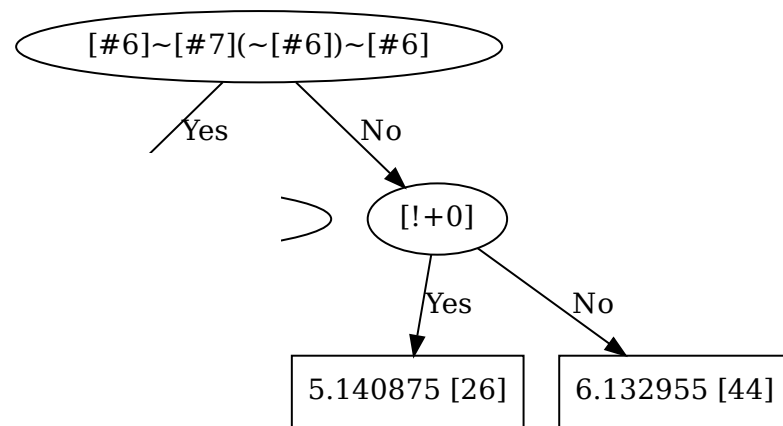 [#6]~[#7](~[#6])~[#6]
Yes
No
[!+0]
Yes
No
5.140875 [26]
6.132955 [44]